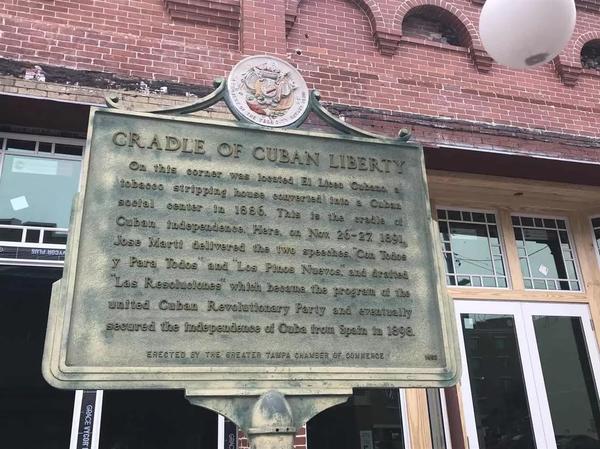 CRADLE OF CUBAN LIBERTY
On this corner was located El Liceo Cubano, a
tobacco stripping house converted into a Cuban
social center in 1886. This is the cradle of
Cuban independence. Here, on Nov. 26-27, 1891,
Jose Marti delivered the two speeches, "Con Todos
y Para Todos" and "Los Pinos Nuevos," and drafted
"Las Resoluciones" which became the program of the
united Cuban Revolutionary Party and eventually
secured the independence of Cuba from Spain in 1898.
ERECTED BY THE GREATER TAMPA CHAMBER OF COMMERCE
GRACE VYCOR
VYCOR PLUS